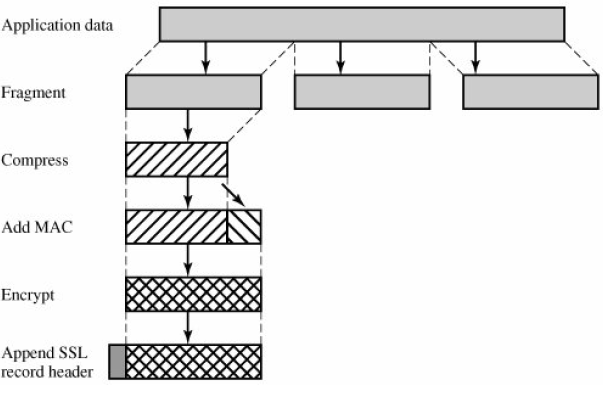 Application data
Fragment
Compress
Add MAC
Encrypt
Append SSL
record header